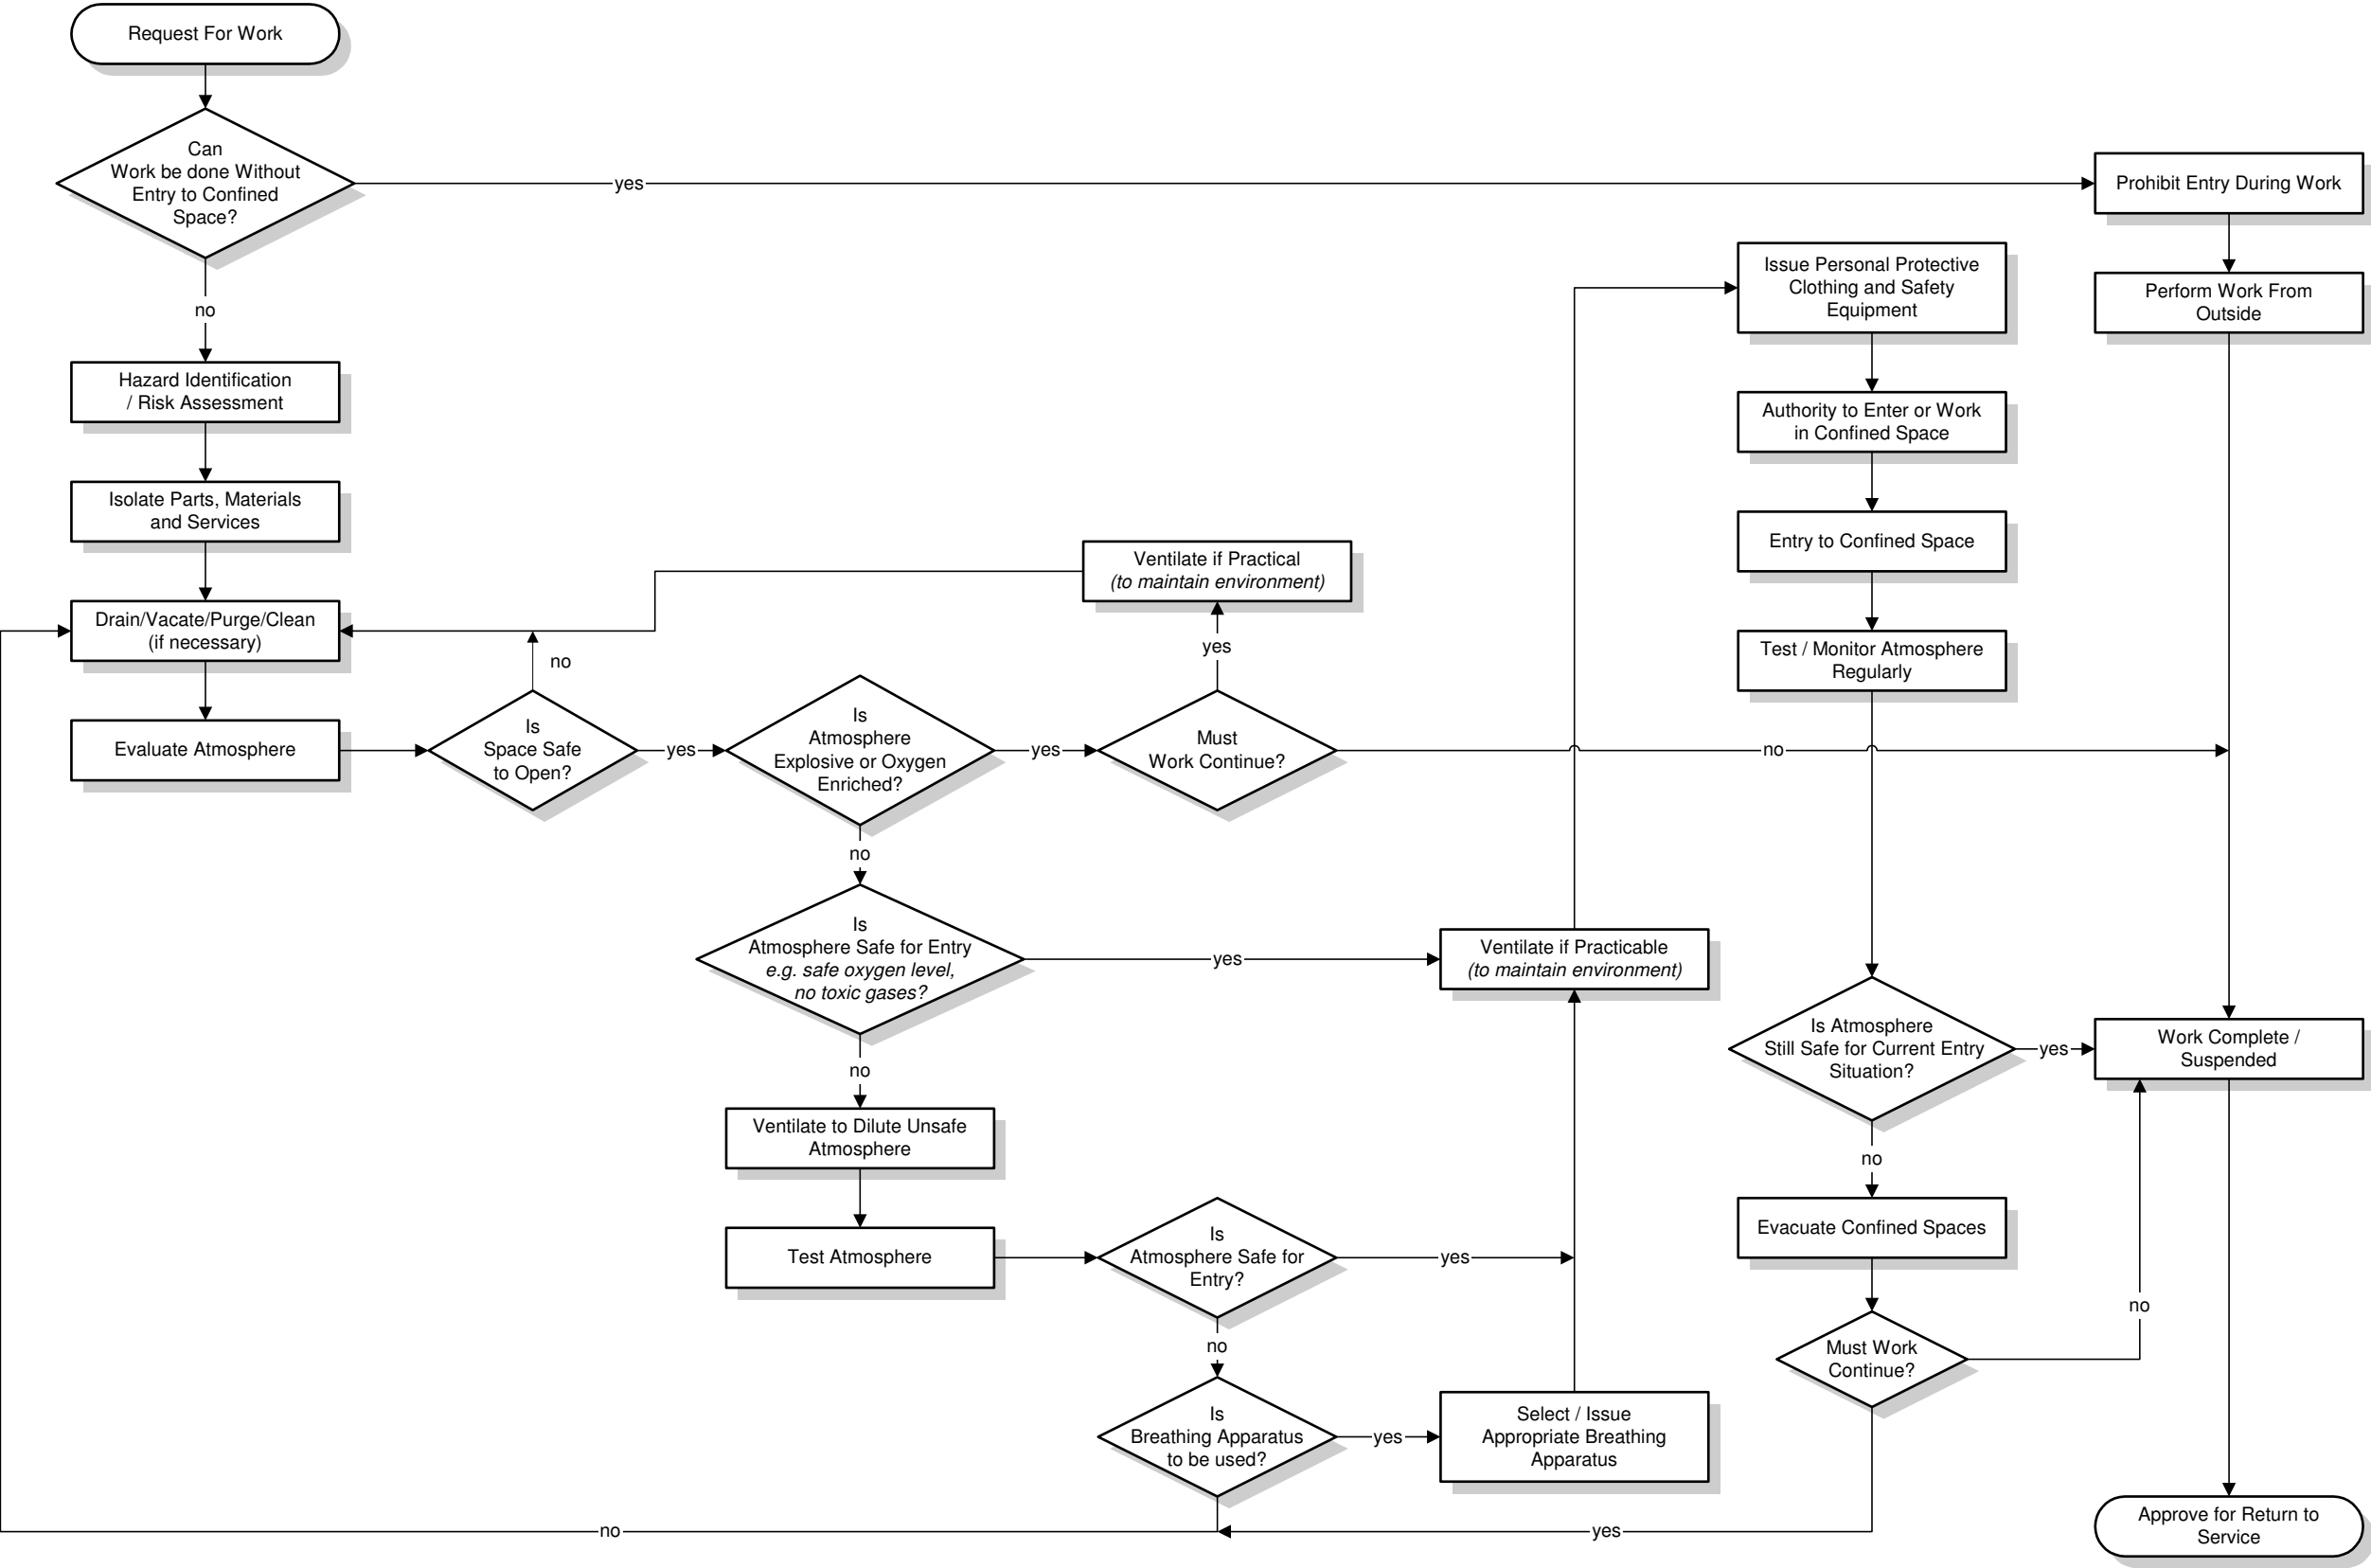 Request For Work
Can
Work be done Without
Entry to Confined
Space?
yes
Prohibit Entry During Work
Perform Work From
Outside
no
Hazard Identification
/ Risk Assessment
Isolate Parts, Materials
and Services
Drain/Vacate/Purge/Clean
(if necessary)
Evaluate Atmosphere
Is
Space Safe
to Open?
no
yes
Is
Atmosphere
Explosive or Oxygen
Enriched?
yes
Must
Work Continue?
yes
Ventilate if Practical
(to maintain environment)
no
no
Is
Atmosphere Safe for Entry
e.g. safe oxygen level,
no toxic gases?
yes
Ventilate if Practicable
(to maintain environment)
no
Ventilate to Dilute Unsafe
Atmosphere
Test Atmosphere
Is
Atmosphere Safe for
Entry?
yes
no
Is
Breathing Apparatus
to be used?
yes
Select / Issue
Appropriate Breathing
Apparatus
no
Issue Personal Protective
Clothing and Safety
Equipment
Authority to Enter or Work
in Confined Space
Entry to Confined Space
Test / Monitor Atmosphere
Regularly
Is Atmosphere
Still Safe for Current Entry
Situation?
yes
Work Complete /
Suspended
no
Evacuate Confined Spaces
Must Work
Continue?
no
yes
Approve for Return to
Service